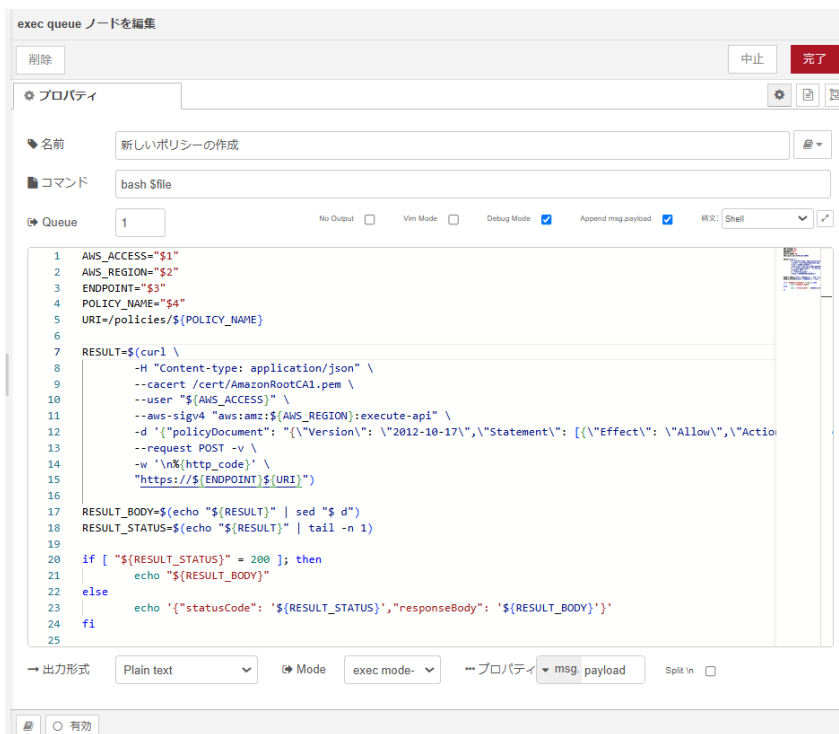 exec queue ノードを編集
削除
中止
完了
プロパティ
名前
新しいポリシーの作成
コマンド
bash $file
Queue
1
No Output
Vim Mode
Debug Mode
Append msg.payload
構文:
Shell
1 AWS_ACCESS="$1"
2 AWS_REGION="$2"
3 ENDPOINT="$3"
4 POLICY_NAME="$4"
5 URI=/policies/${POLICY_NAME}
6
7 RESULT=$(curl \
8 -H "Content-type: application/json" \
9 --cacert /cert/AmazonRootCA1.pem \
10 --user "${AWS_ACCESS}" \
11 --aws-sigv4 "aws:amz:${AWS_REGION}:execute-api" \
12 -d '{"policyDocument": "{\"Version\": \"2012-10-17\",\"Statement\": [{\"Effect\": \"Allow\",\"Actio
13 --request POST -v \
14 -w '\n%{http_code}' \
15 "https://${ENDPOINT}${URI}")
16
17 RESULT_BODY=$(echo "${RESULT}" | sed "$ d")
18 RESULT_STATUS=$(echo "${RESULT}" | tail -n 1)
19
20 if [ "${RESULT_STATUS}" = 200 ]; then
21 echo "${RESULT_BODY}"
22 else
23 echo '{"statusCode": '${RESULT_STATUS}',"responseBody": '${RESULT_BODY}'}'
24 fi
25
出力形式
Plain text
Mode
exec mode-
プロパティ
msg.
payload
Split \n
有効